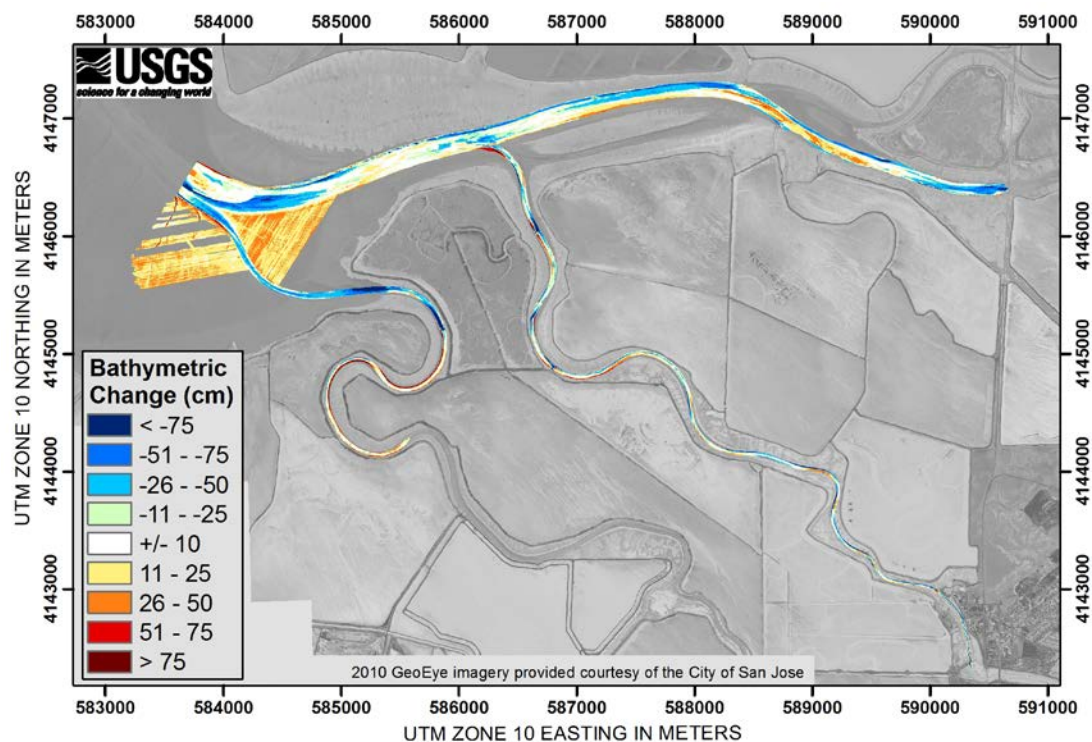 583000 584000 585000 586000 587000 588000 589000 590000 591000
USGS
science for a changing world
4147000 4147000
4146000 4146000
4145000 4145000
4144000 4144000
4143000 4143000
UTM ZONE 10 NORTHING IN METERS
Bathymetric
Change (cm)
< -75
-51 - -75
-26 - -50
-11 - -25
+/- 10
11 - 25
26 - 50
51 - 75
> 75
2010 GeoEye imagery provided courtesy of the City of San Jose
583000 584000 585000 586000 587000 588000 589000 590000 591000
UTM ZONE 10 EASTING IN METERS